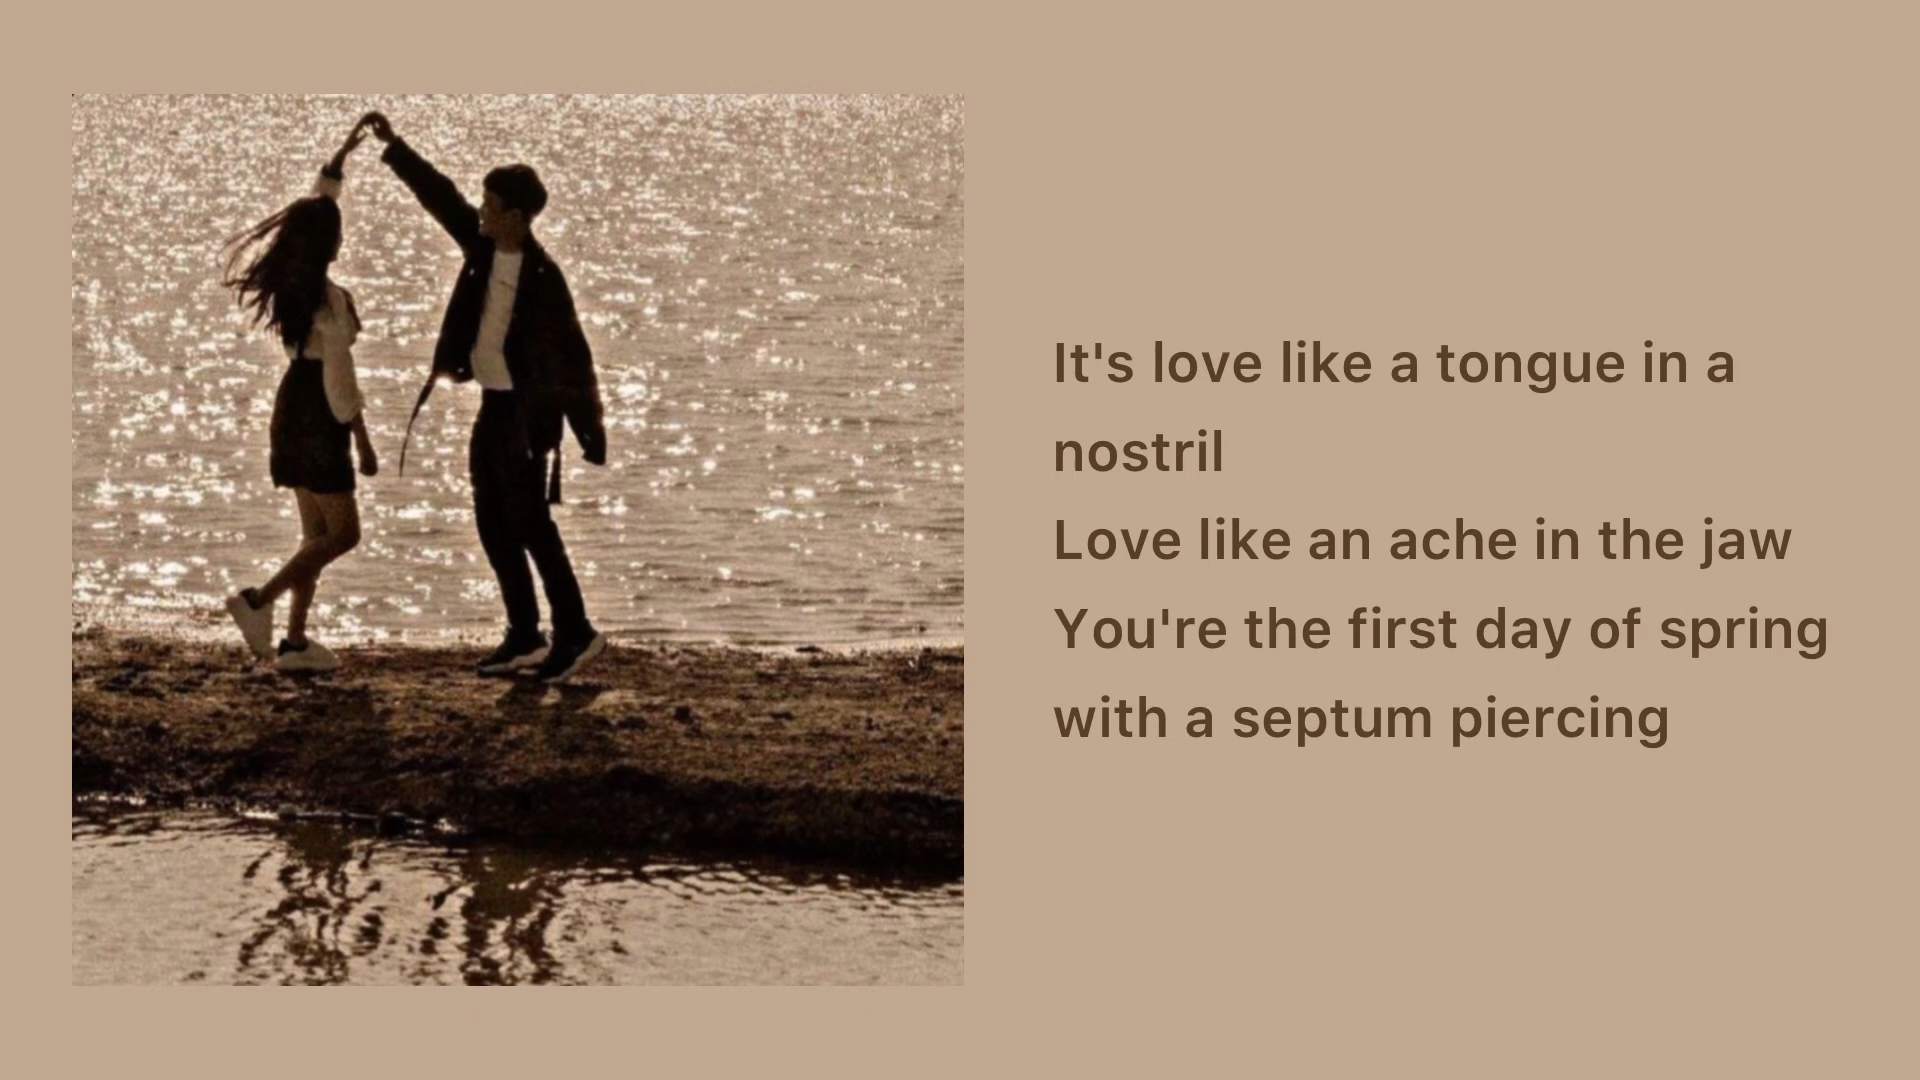 It's love like a tongue in a
nostril
Love like an ache in the jaw
You're the first day of spring
with a septum piercing